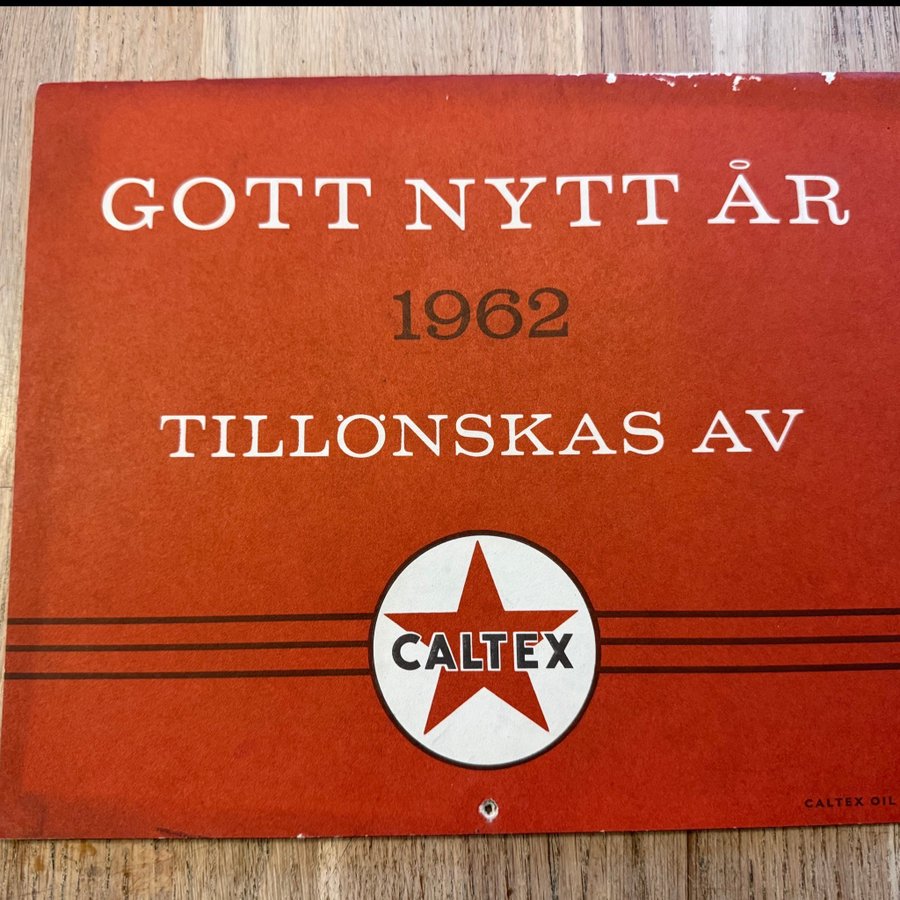 GOTT NYTT ÅR
1962
TILLÖNSKAS AV
CALTEX
CALTEX OIL